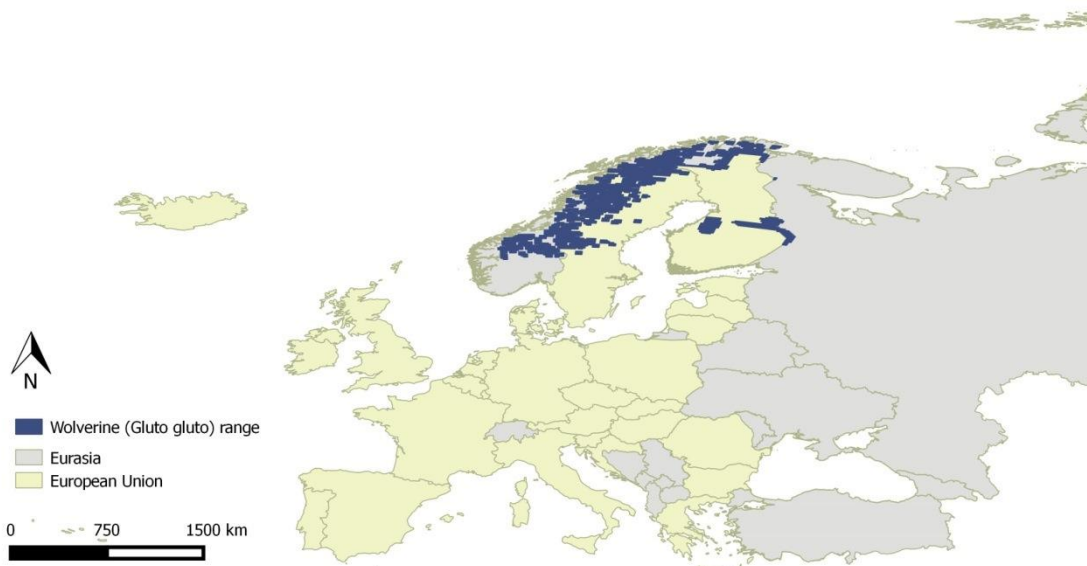 N
Wolverine (Gluto gluto) range
Eurasia
European Union
0 750 1500 km